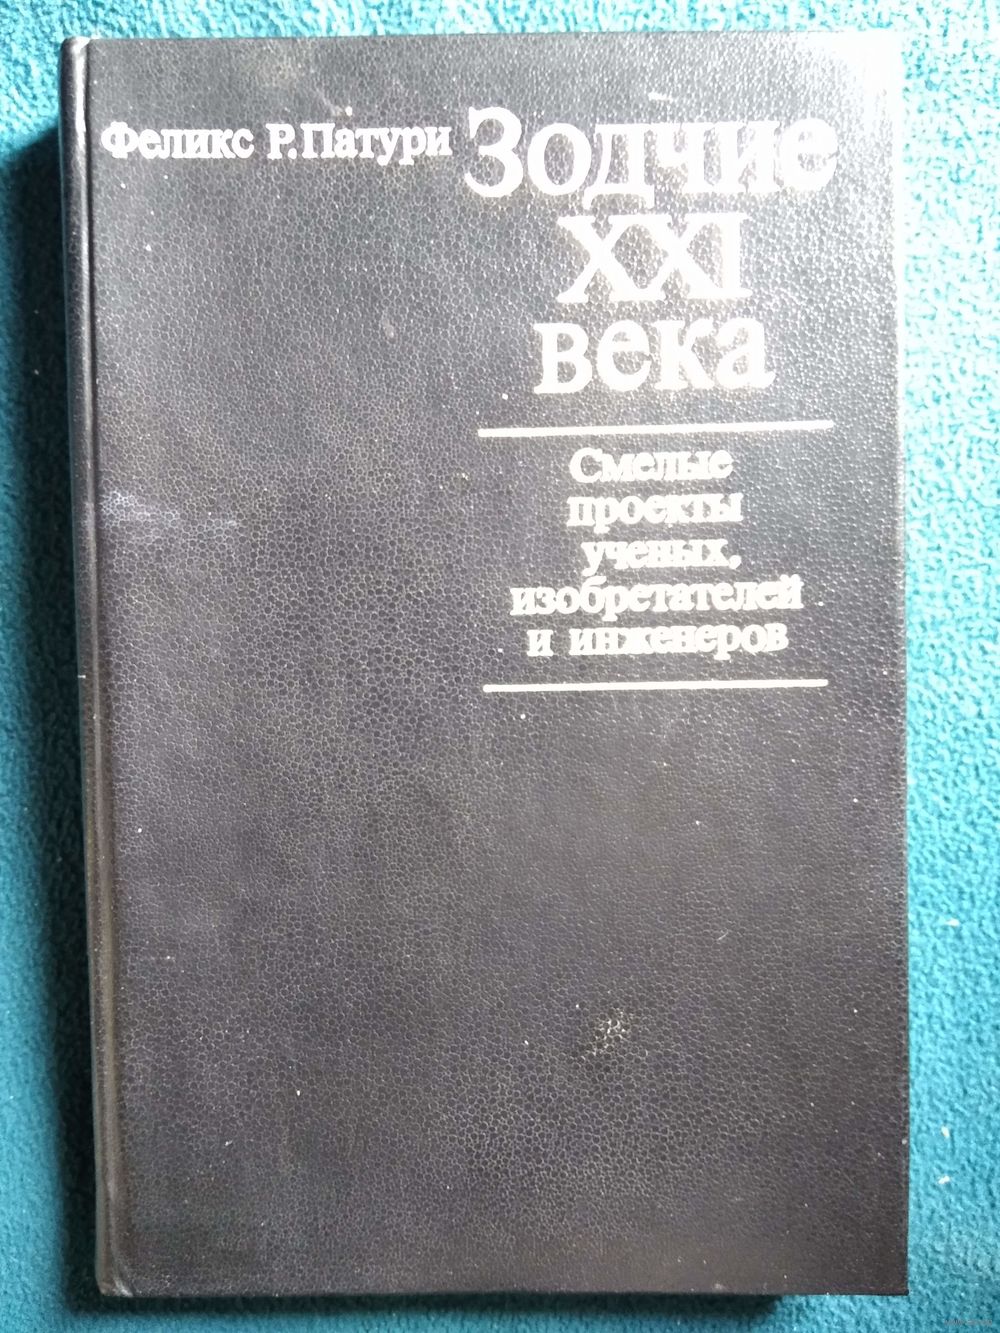 Феликс Р. Патури
Зодчие
XXI
века
Смелые
проекты
ученых,
изобретателей
и инженеров